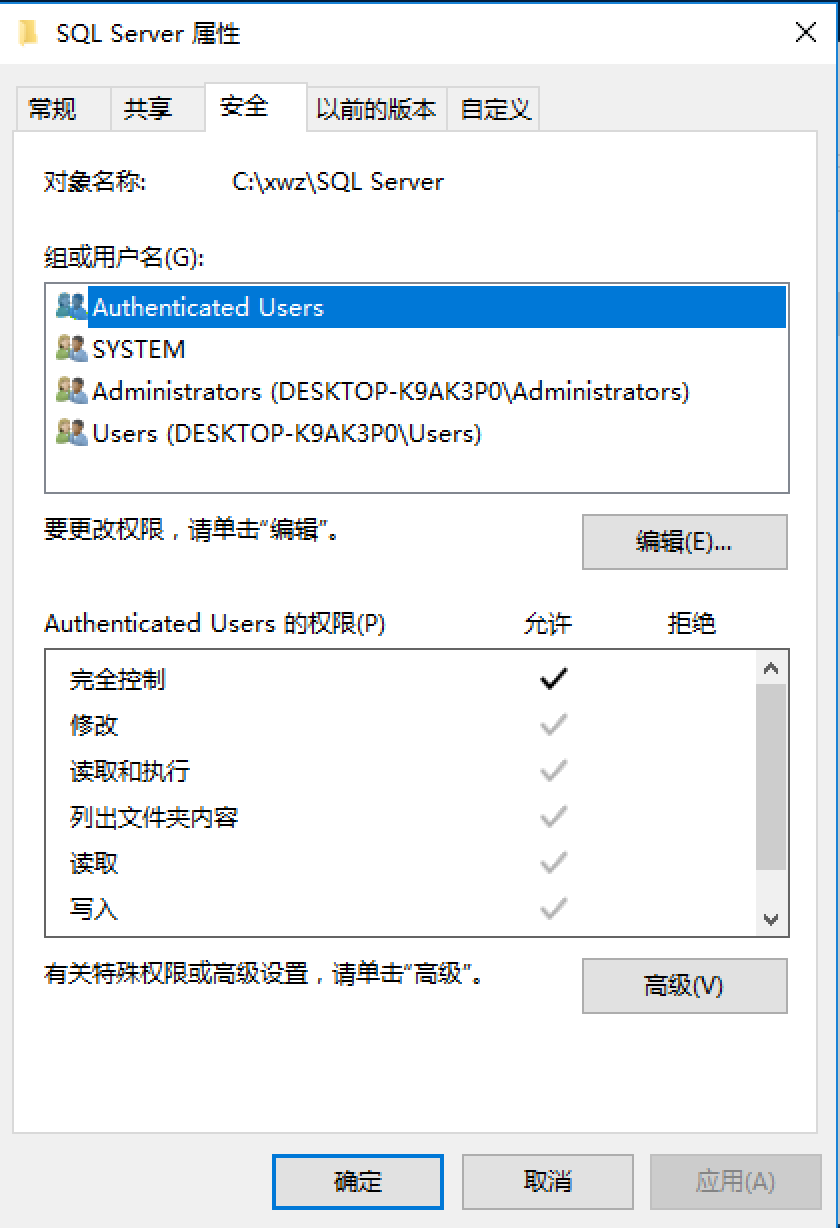 SQL Server 属性
常规 共享 安全 以前的版本 自定义
对象名称: C:\xwz\SQL Server
组或用户名(G):
Authenticated Users
SYSTEM
Administrators (DESKTOP-K9AK3P0\Administrators)
Users (DESKTOP-K9AK3P0\Users)
要更改权限，请单击“编辑”。 编辑(E)...
Authenticated Users 的权限(P) 允许 拒绝
完全控制
修改
读取和执行
列出文件夹内容
读取
写入
有关特殊权限或高级设置，请单击“高级”。 高级(V)
确定 取消 应用(A)